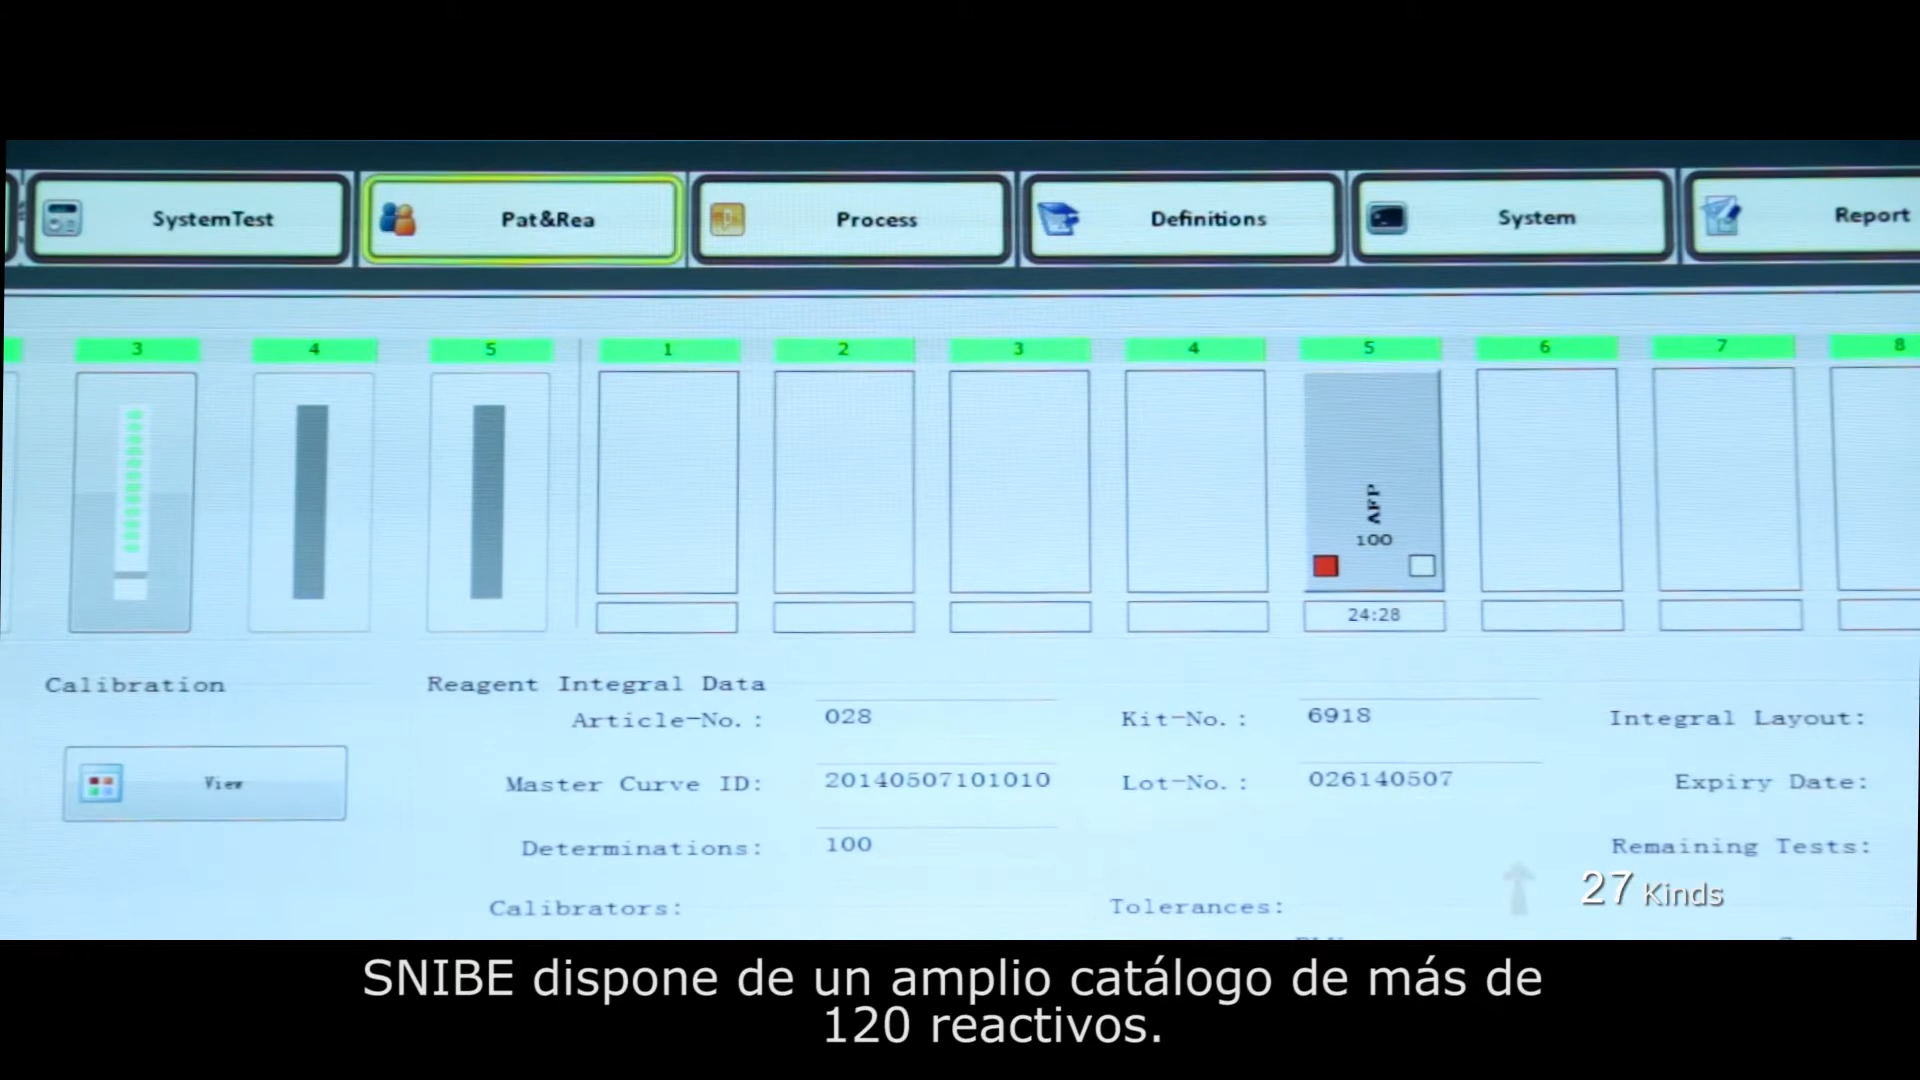 SystemTest
Pat&Rea
Process
Definitions
System
Report
3 4 5 1 2 3 4 5 6 7 8
AFP
100
24:28
Calibration
Reagent Integral Data
Article-No.: 028 Kit-No.: 6918 Integral Layout:
View
Master Curve ID: 20140507101010 Lot-No.: 026140507 Expiry Date:
Determinations: 100 Remaining Tests:
27 Kinds
Calibrators: Tolerances:
SNIBE dispone de un amplio catálogo de más de
120 reactivos.